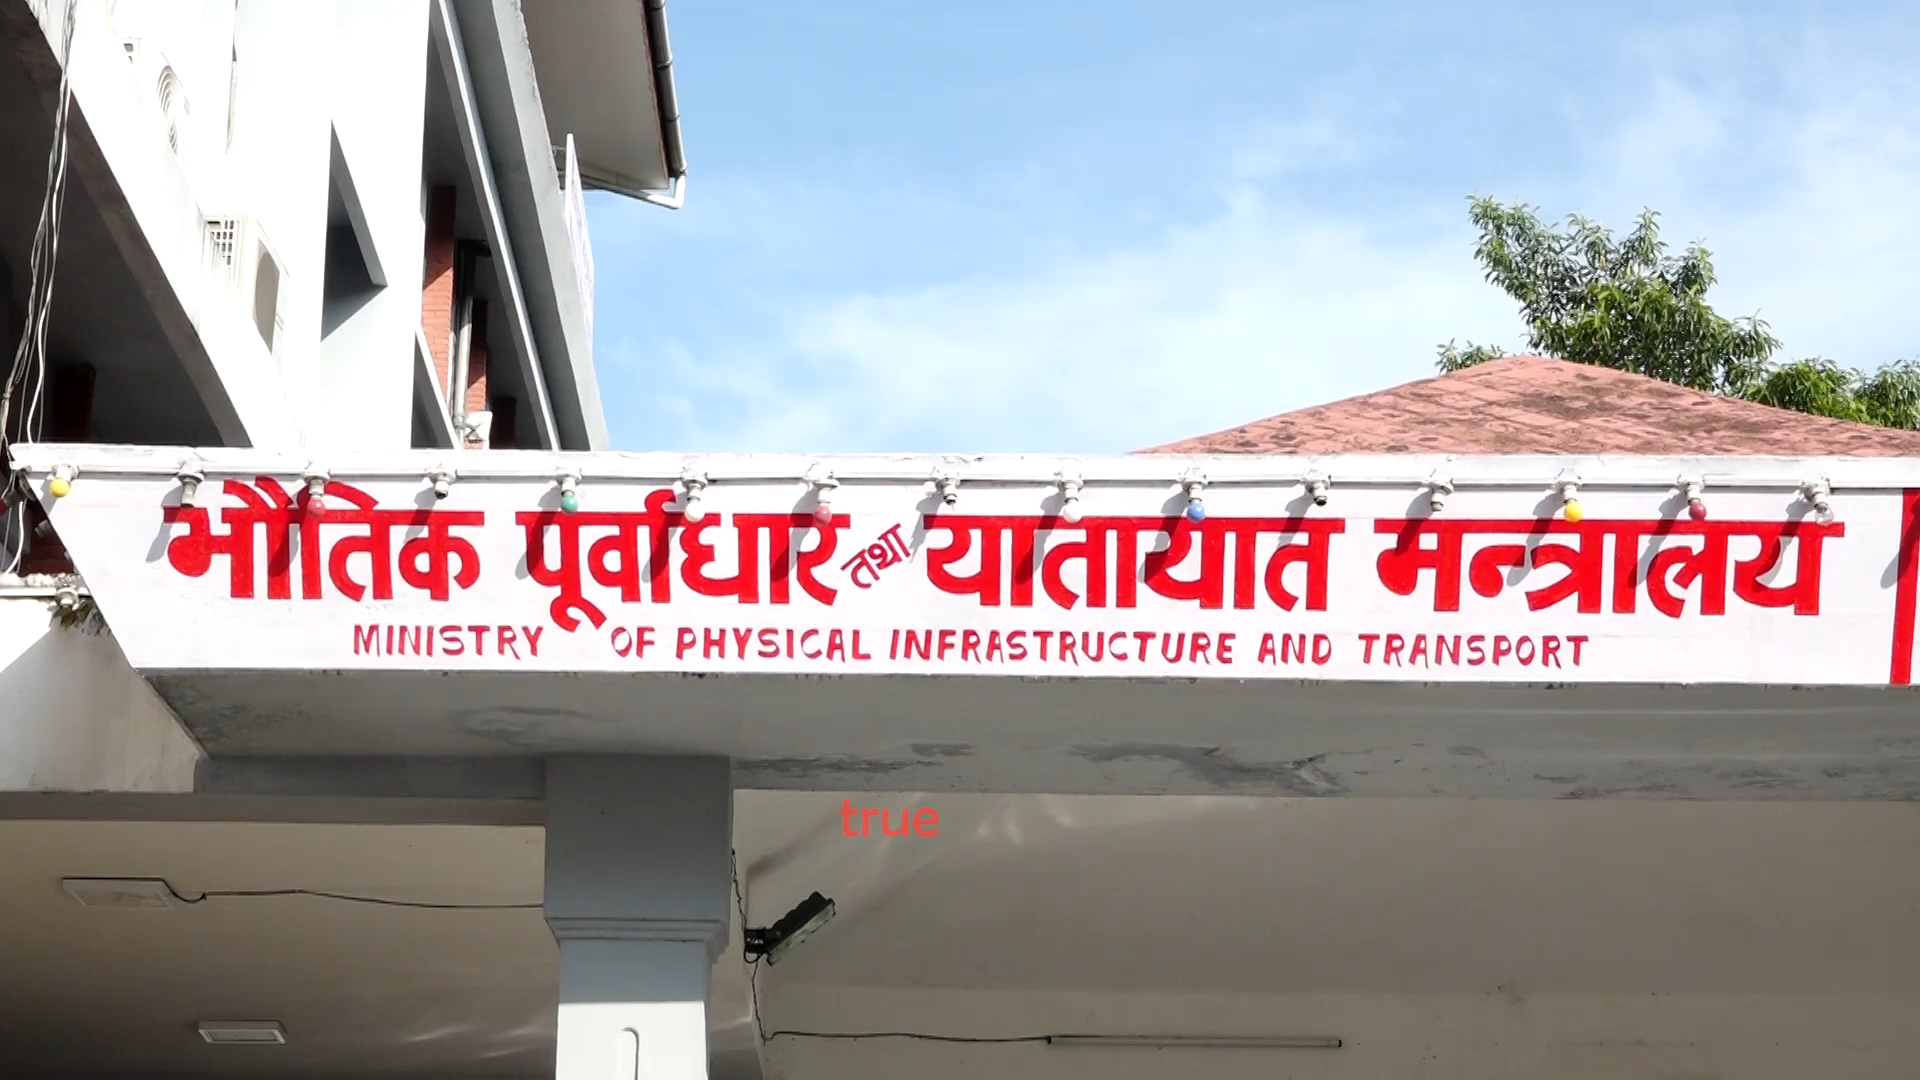 भौतिक पूर्वाधार तथा यातायात मन्त्रालय
MINISTRY OF PHYSICAL INFRASTRUCTURE AND TRANSPORT
true